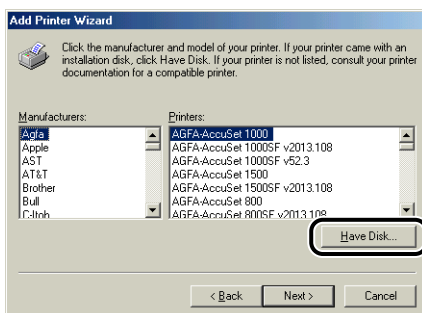 Add Printer Wizard
Click the manufacturer and model of your printer. If your printer came with an
installation disk, click Have Disk. If your printer is not listed, consult your printer
documentation for a compatible printer.
Manufacturers:
Agfa
Apple
AST
AT&T
Brother
Bull
C-Itoh
Printers:
AGFA-AccuSet 1000
AGFA-AccuSet 1000SF v2013.108
AGFA-AccuSet 1000SF v52.3
AGFA-AccuSet 1500
AGFA-AccuSet 1500SF v2013.108
AGFA-AccuSet 800
AGFA-AccuSet 800SF v2013.108
Have Disk...
< Back
Next >
Cancel